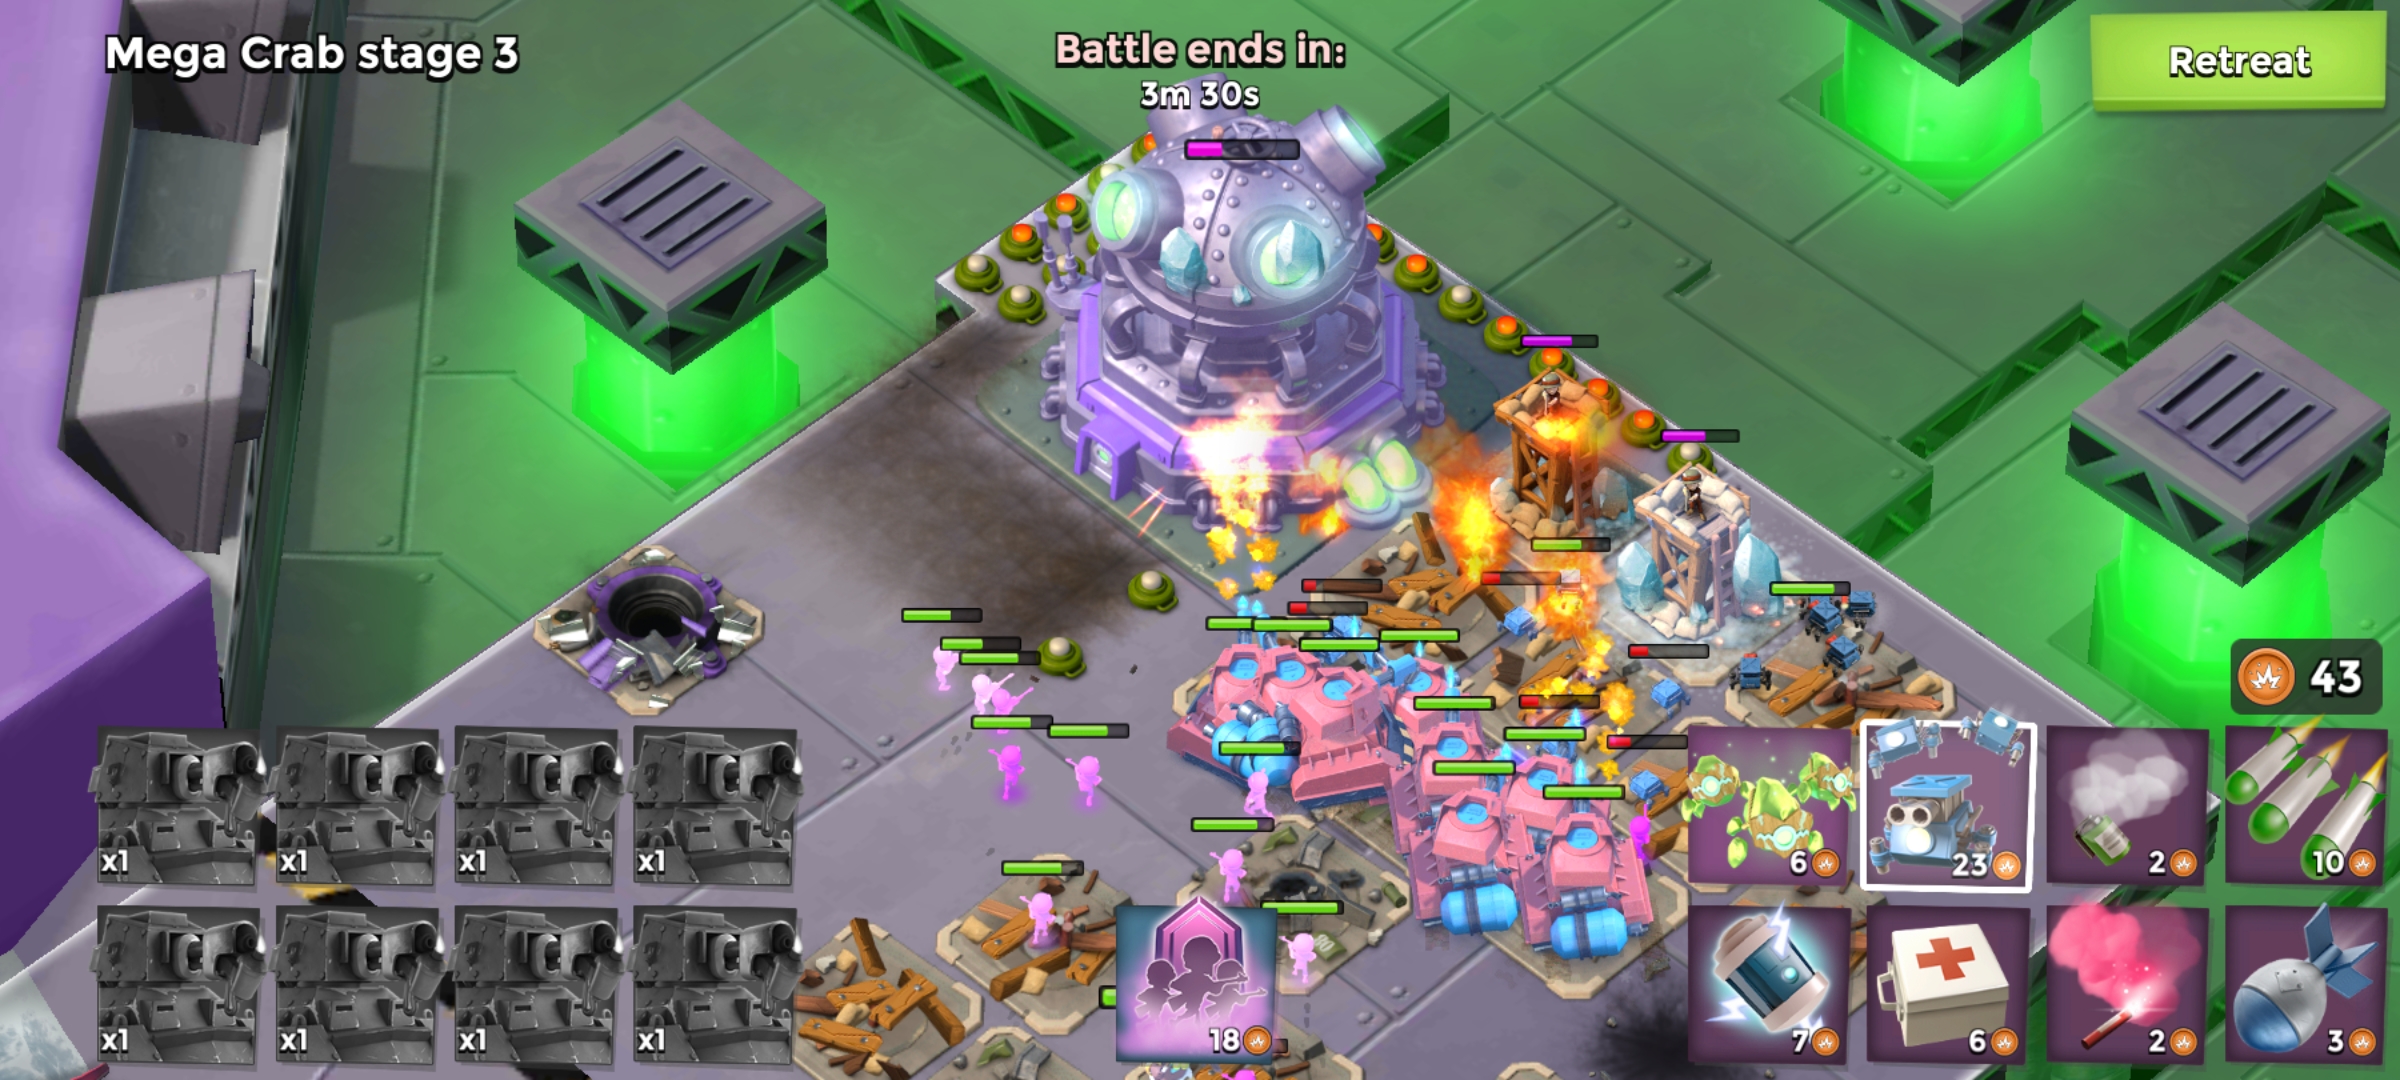 Mega Crab stage 3
Battle ends in:
3m 30s
Retreat
43
x1 x1 x1 x1
6 23 2 10
x1 x1 x1 x1
18
7 6 2 3